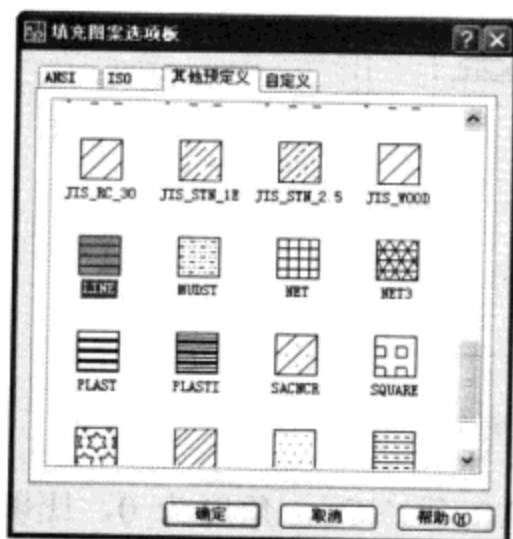 填充图案选项板
ANSI ISO 其他预定义 自定义
JIS_RC_30 JIS_STN_1E JIS_STN_2.5 JIS_WOOD
LINE MUDST NET NET3
PLAST PLASTI SACNCR SQUARE
确定 取消 帮助(H)